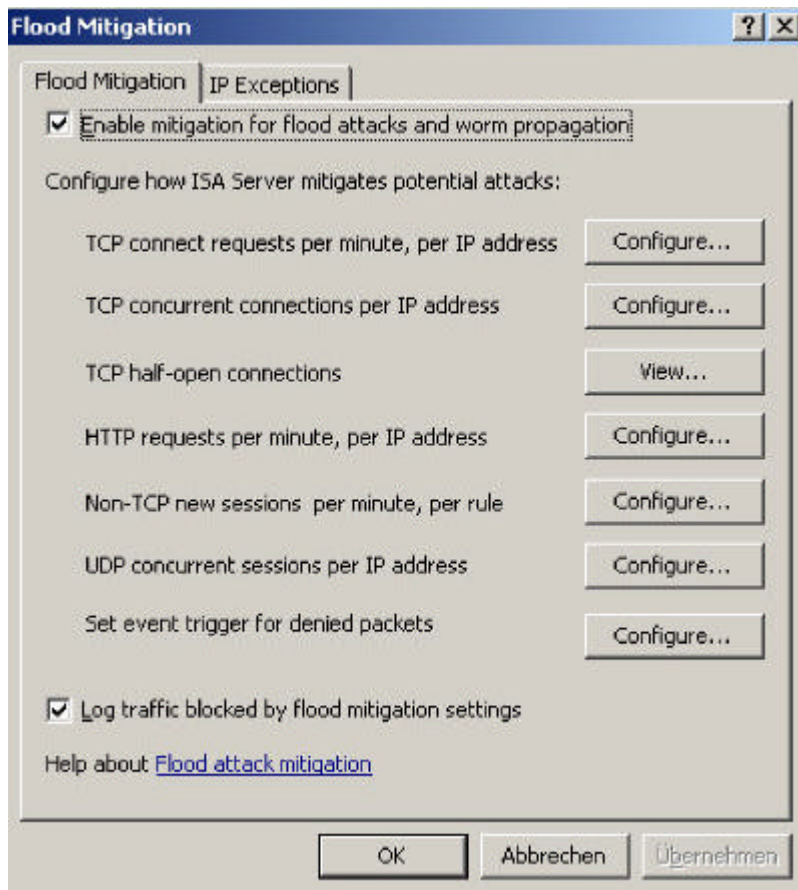 Flood Mitigation
Flood Mitigation IP Exceptions
Enable mitigation for flood attacks and worm propagation
Configure how ISA Server mitigates potential attacks:
TCP connect requests per minute, per IP address Configure...
TCP concurrent connections per IP address Configure...
TCP half-open connections View...
HTTP requests per minute, per IP address Configure...
Non-TCP new sessions per minute, per rule Configure...
UDP concurrent sessions per IP address Configure...
Set event trigger for denied packets Configure...
Log traffic blocked by flood mitigation settings
Help about Flood attack mitigation
OK Abbrechen Übernehmen